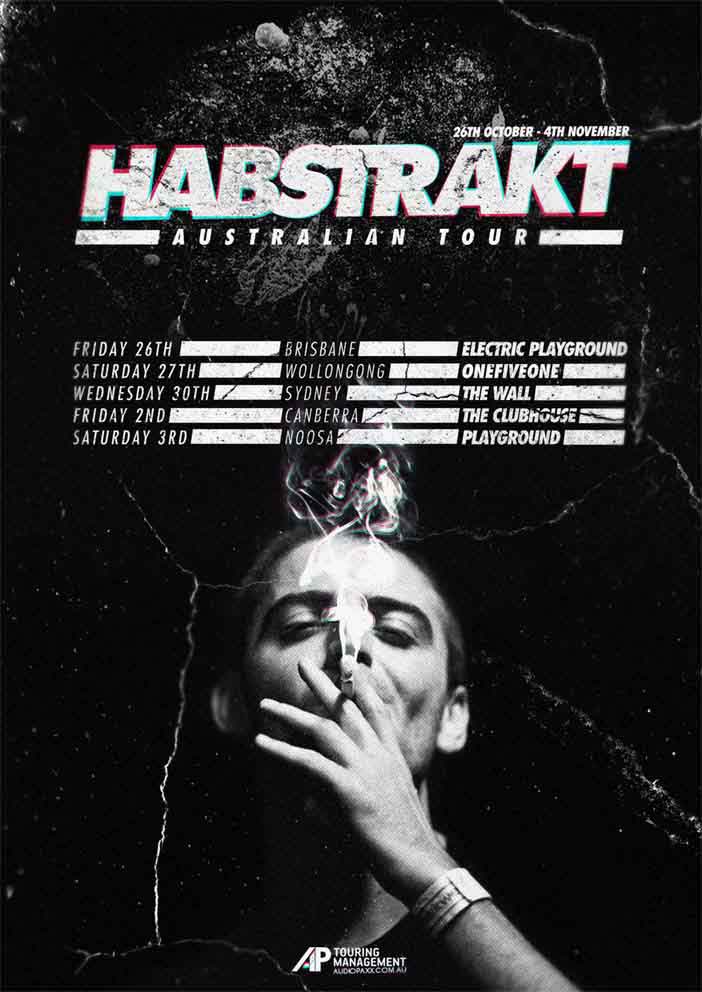 26TH OCTOBER - 4TH NOVEMBER
HABSTRAKT
AUSTRALIAN TOUR
FRIDAY 26TH BRISBANE ELECTRIC PLAYGROUND
SATURDAY 27TH WOLLONGONG ONEFIVEONE
WEDNESDAY 30TH SYDNEY THE WALL
FRIDAY 2ND CANBERRA THE CLUBHOUSE
SATURDAY 3RD NOOSA PLAYGROUND
AP TOURING
MANAGEMENT
AUDIOPAXX.COM.AU